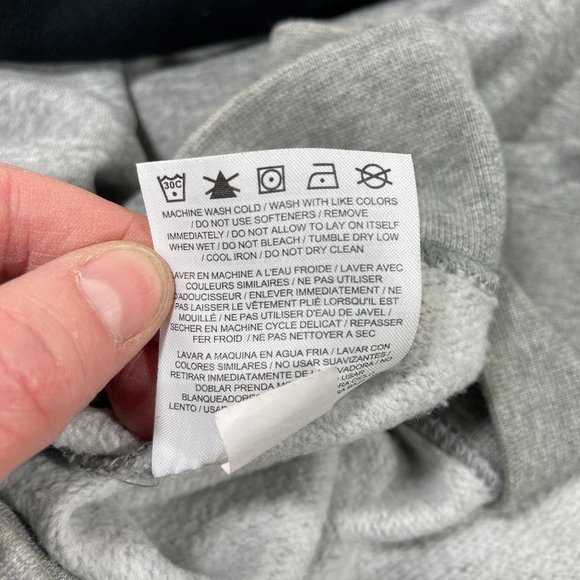 30C
MACHINE WASH COLD / WASH WITH LIKE COLORS
/ DO NOT USE SOFTENERS / REMOVE
IMMEDIATELY / DO NOT ALLOW TO LAY ON ITSELF
WHEN WET / DO NOT BLEACH / TUMBLE DRY LOW
/ COOL IRON / DO NOT DRY CLEAN
LAVER EN MACHINE A L'EAU FROIDE / LAVER AVEC
COULEURS SIMILAIRES / NE PAS UTILISER
D'ADOUCISSEUR / ENLEVER IMMEDIATEMENT / NE
PAS LAISSER LE VÊTEMENT PLIÉ LORSQU'IL EST
MOUILLÉ / NE PAS UTILISER D'EAU DE JAVEL /
SECHER EN MACHINE CYCLE DELICAT / REPASSER
FER FROID / NE PAS NETTOYER A SEC
LAVAR A MAQUINA EN AGUA FRIA / LAVAR CON
COLORES SIMILARES / NO USAR SUAVIZANTES /
RETIRAR INMEDIATAMENTE DE LA / NO
DOBLAR PRENDA USAR
BLANQUEADORES
LENTO / USAR